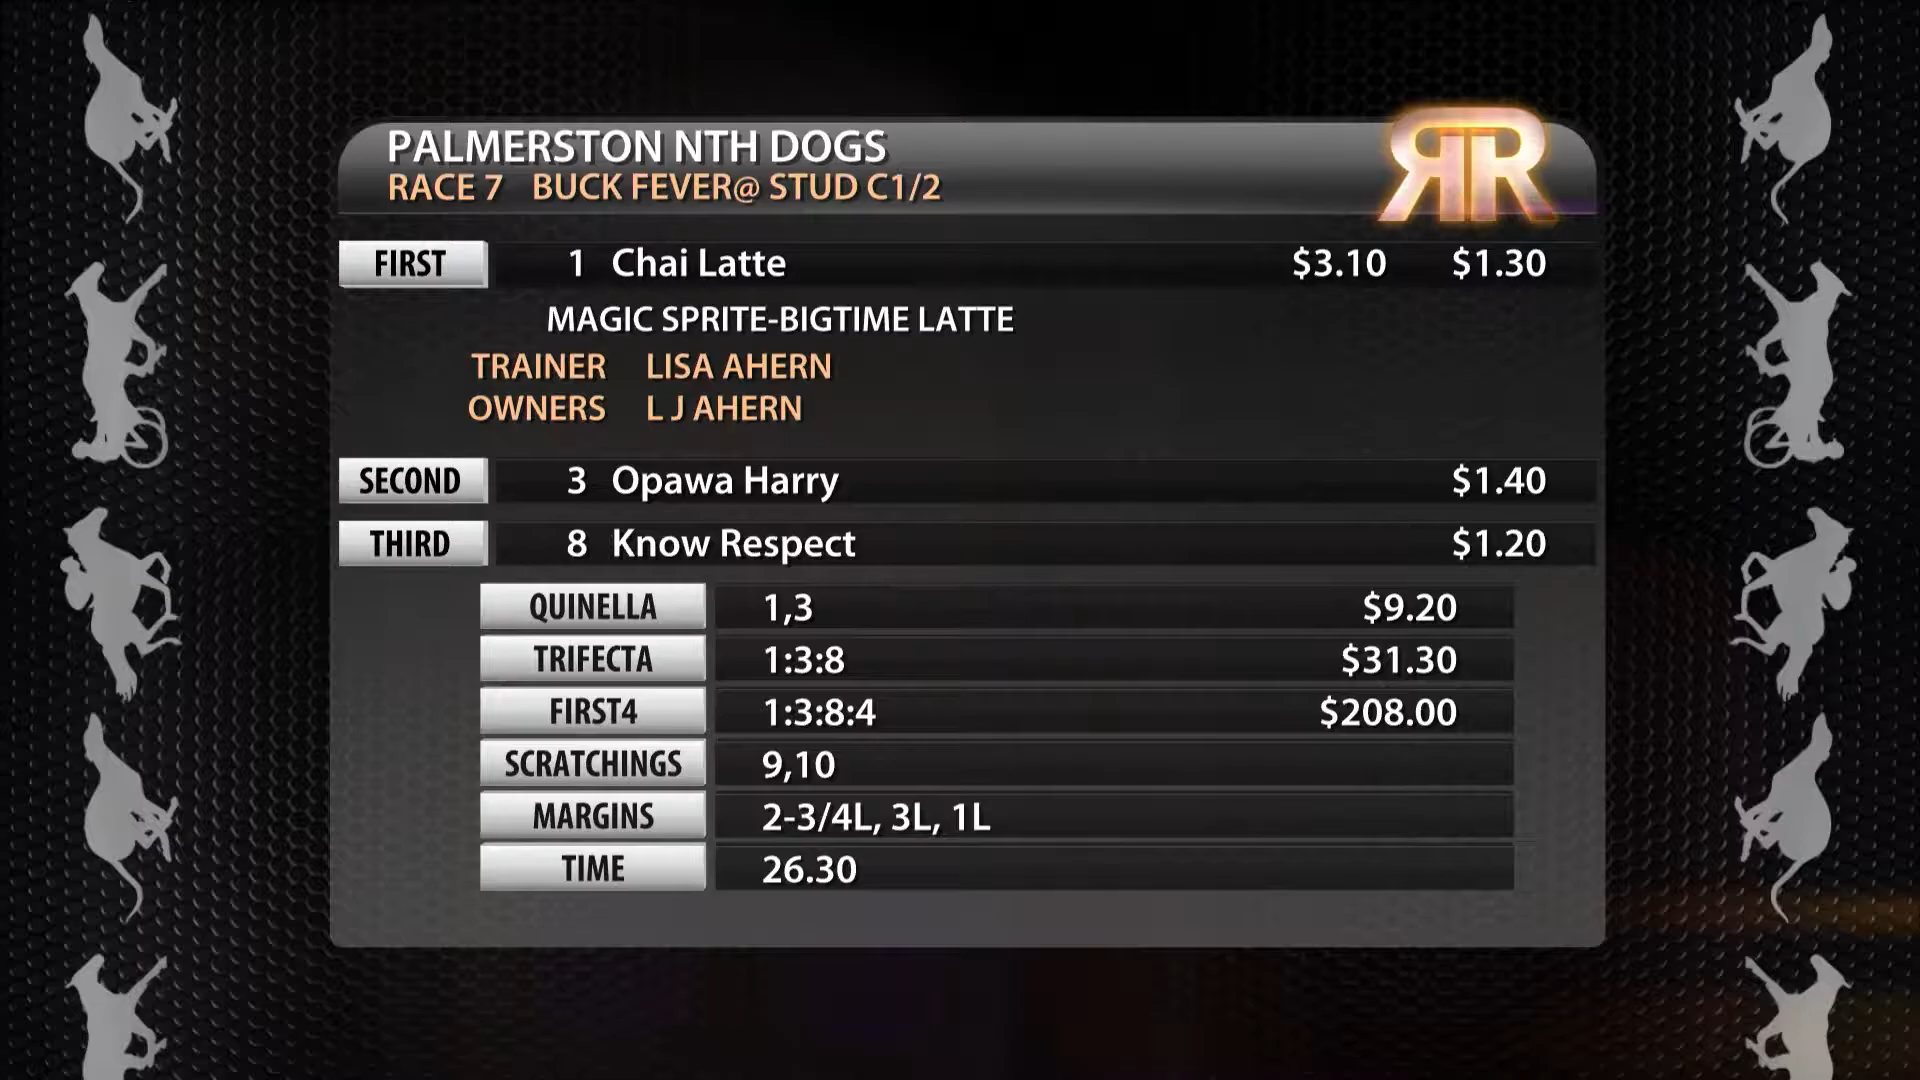 PALMERSTON NTH DOGS
RACE 7 BUCK FEVER@ STUD C1/2
RR
FIRST 1 Chai Latte $3.10 $1.30
MAGIC SPRITE-BIGTIME LATTE
TRAINER LISA AHERN
OWNERS L J AHERN
SECOND 3 Opawa Harry $1.40
THIRD 8 Know Respect $1.20
QUINELLA 1,3 $9.20
TRIFECTA 1:3:8 $31.30
FIRST4 1:3:8:4 $208.00
SCRATCHINGS 9,10
MARGINS 2-3/4L, 3L, 1L
TIME 26.30